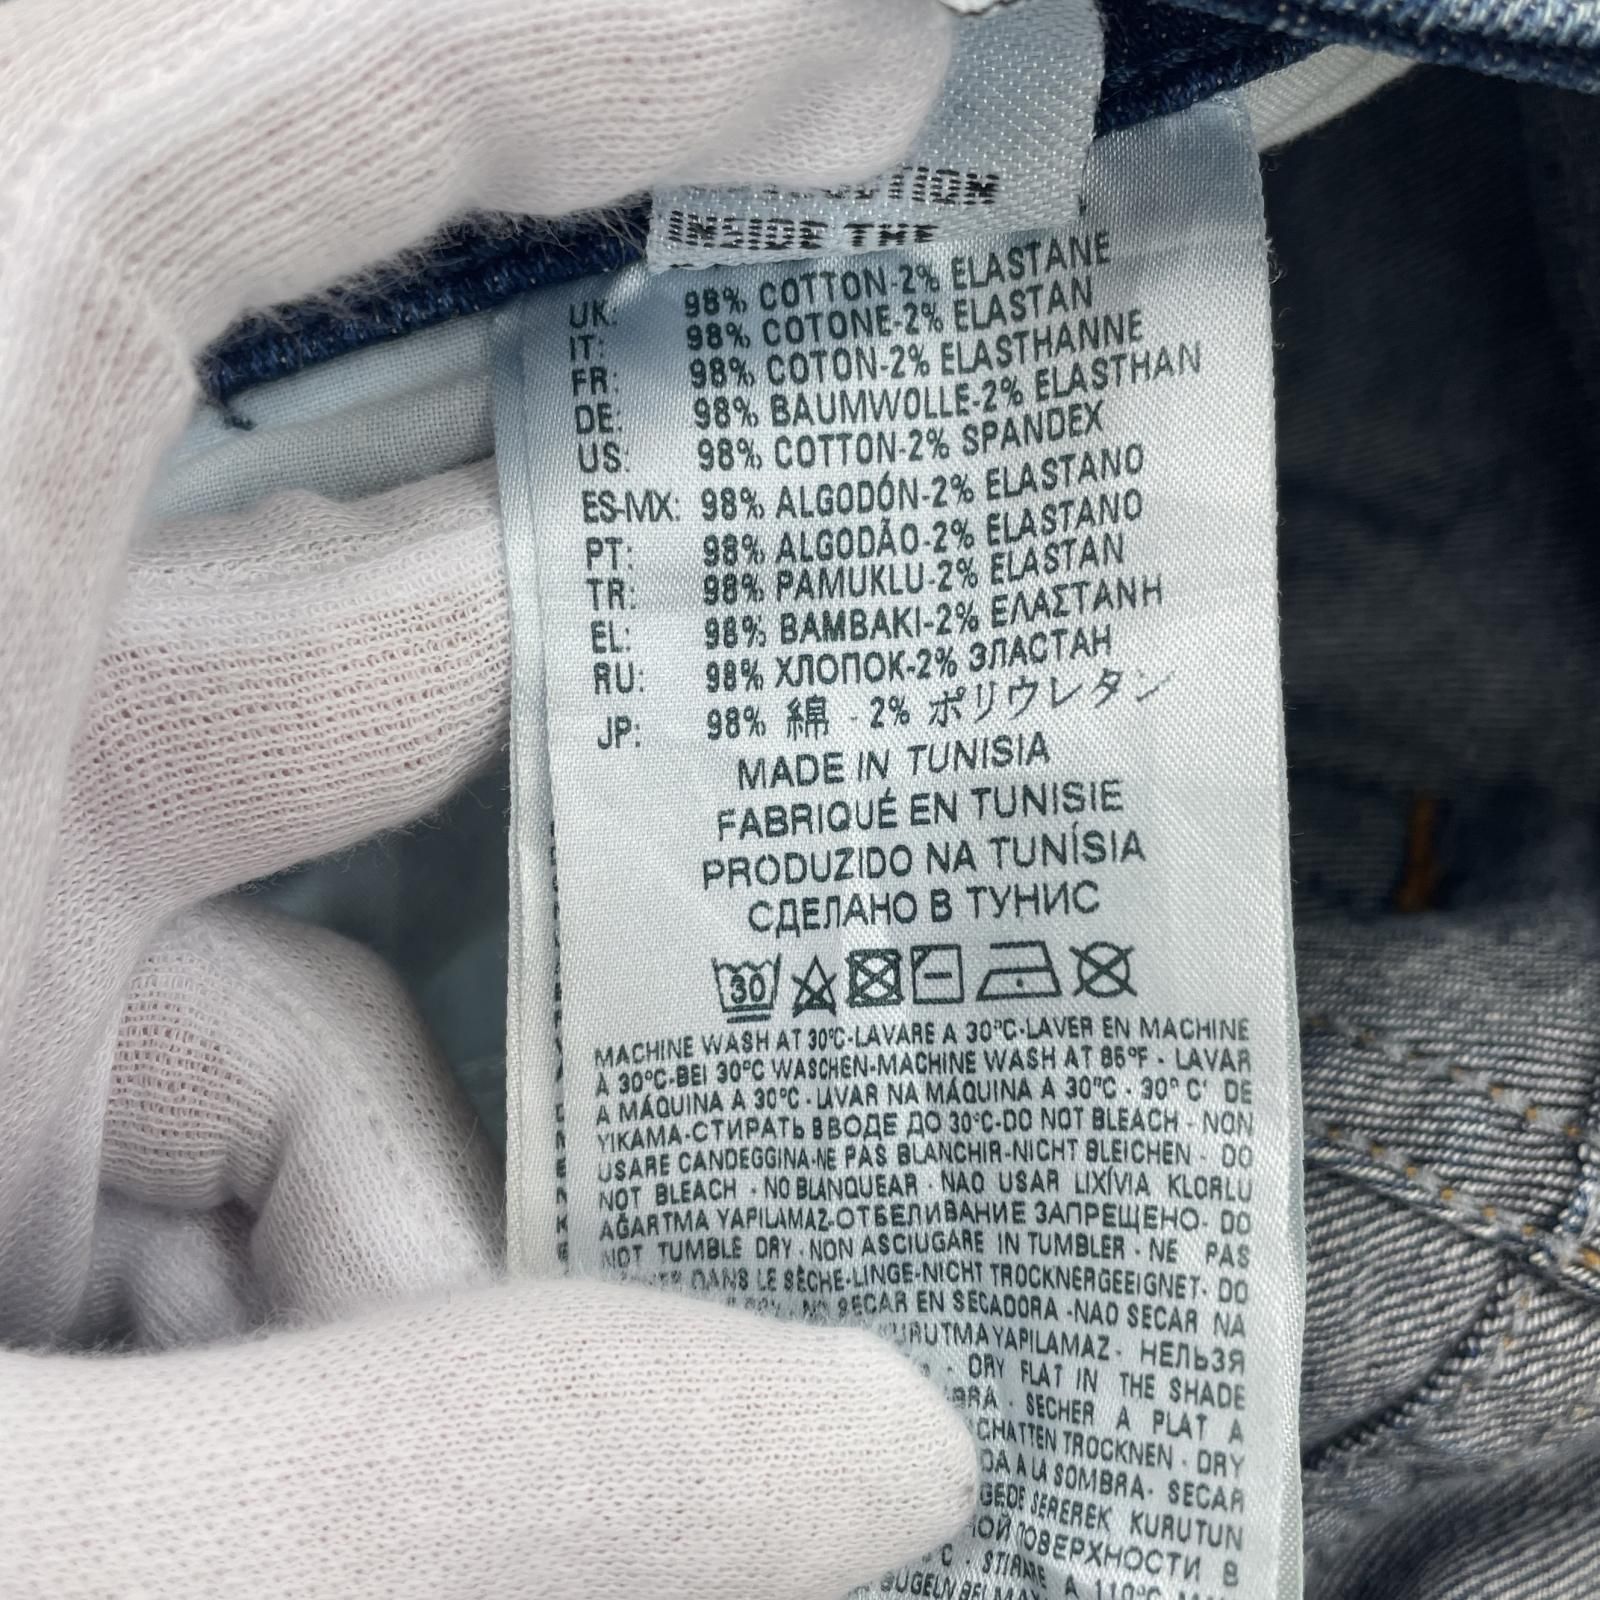 INSIDE THE
UK: 98% COTTON-2% ELASTANE
IT: 98% COTONE-2% ELASTAN
FR: 98% COTON-2% ELASTHANNE
DE: 98% BAUMWOLLE-2% ELASTHAN
US: 98% COTTON-2% SPANDEX
ES-MX: 98% ALGODÓN-2% ELASTANO
PT: 98% ALGODÃO-2% ELASTANO
TR: 98% PAMUKLU-2% ELASTAN
EL: 98% BAMBAKI-2% ΕΛΑΣΤΑΝΗ
RU: 98% ХЛОПОК-2% ЭЛАСТАН
JP: 98% 綿 - 2% ポリウレタン
MADE IN TUNISIA
FABRIQUÉ EN TUNISIE
PRODUZIDO NA TUNÍSIA
СДЕЛАНО В ТУНИС
30
MACHINE WASH AT 30°C-LAVARE A 30°C-LAVER EN MACHINE
A 30°C-BEI 30°C WASCHEN-MACHINE WASH AT 86°F - LAVAR
A MÁQUINA A 30°C - LAVAR NA MÁQUINA A 30°C - 30° C' DE
YIKAMA-СТИРАТЬ В ВОДЕ ДО 30°C-DO NOT BLEACH - NON
USARE CANDEGGINA-NE PAS BLANCHIR-NICHT BLEICHEN - DO
NOT BLEACH - NO BLANQUEAR - NAO USAR LIXÍVIA KLORLU
AĞARTMA YAPILAMAZ-ОТБЕЛИВАНИЕ ЗАПРЕЩЕНО- DO
NOT TUMBLE DRY - NON ASCIUGARE IN TUMBLER - NE PAS
DANS LE SÈCHE-LINGE-NICHT TROCKNERGEEIGNET- DO
SECAR EN SECADORA -NAO SECAR NA
KURUTMA YAPILAMAZ - НЕЛЬЗЯ
- DRY FLAT IN THE SHADE
- SECHER A PLAT A
TROCKNEN - DRY
A LA SOMBRA- SECAR
SEREREK KURUTUN
ПОВЕРХНОСТИ В
C - STIRARE A 110°C